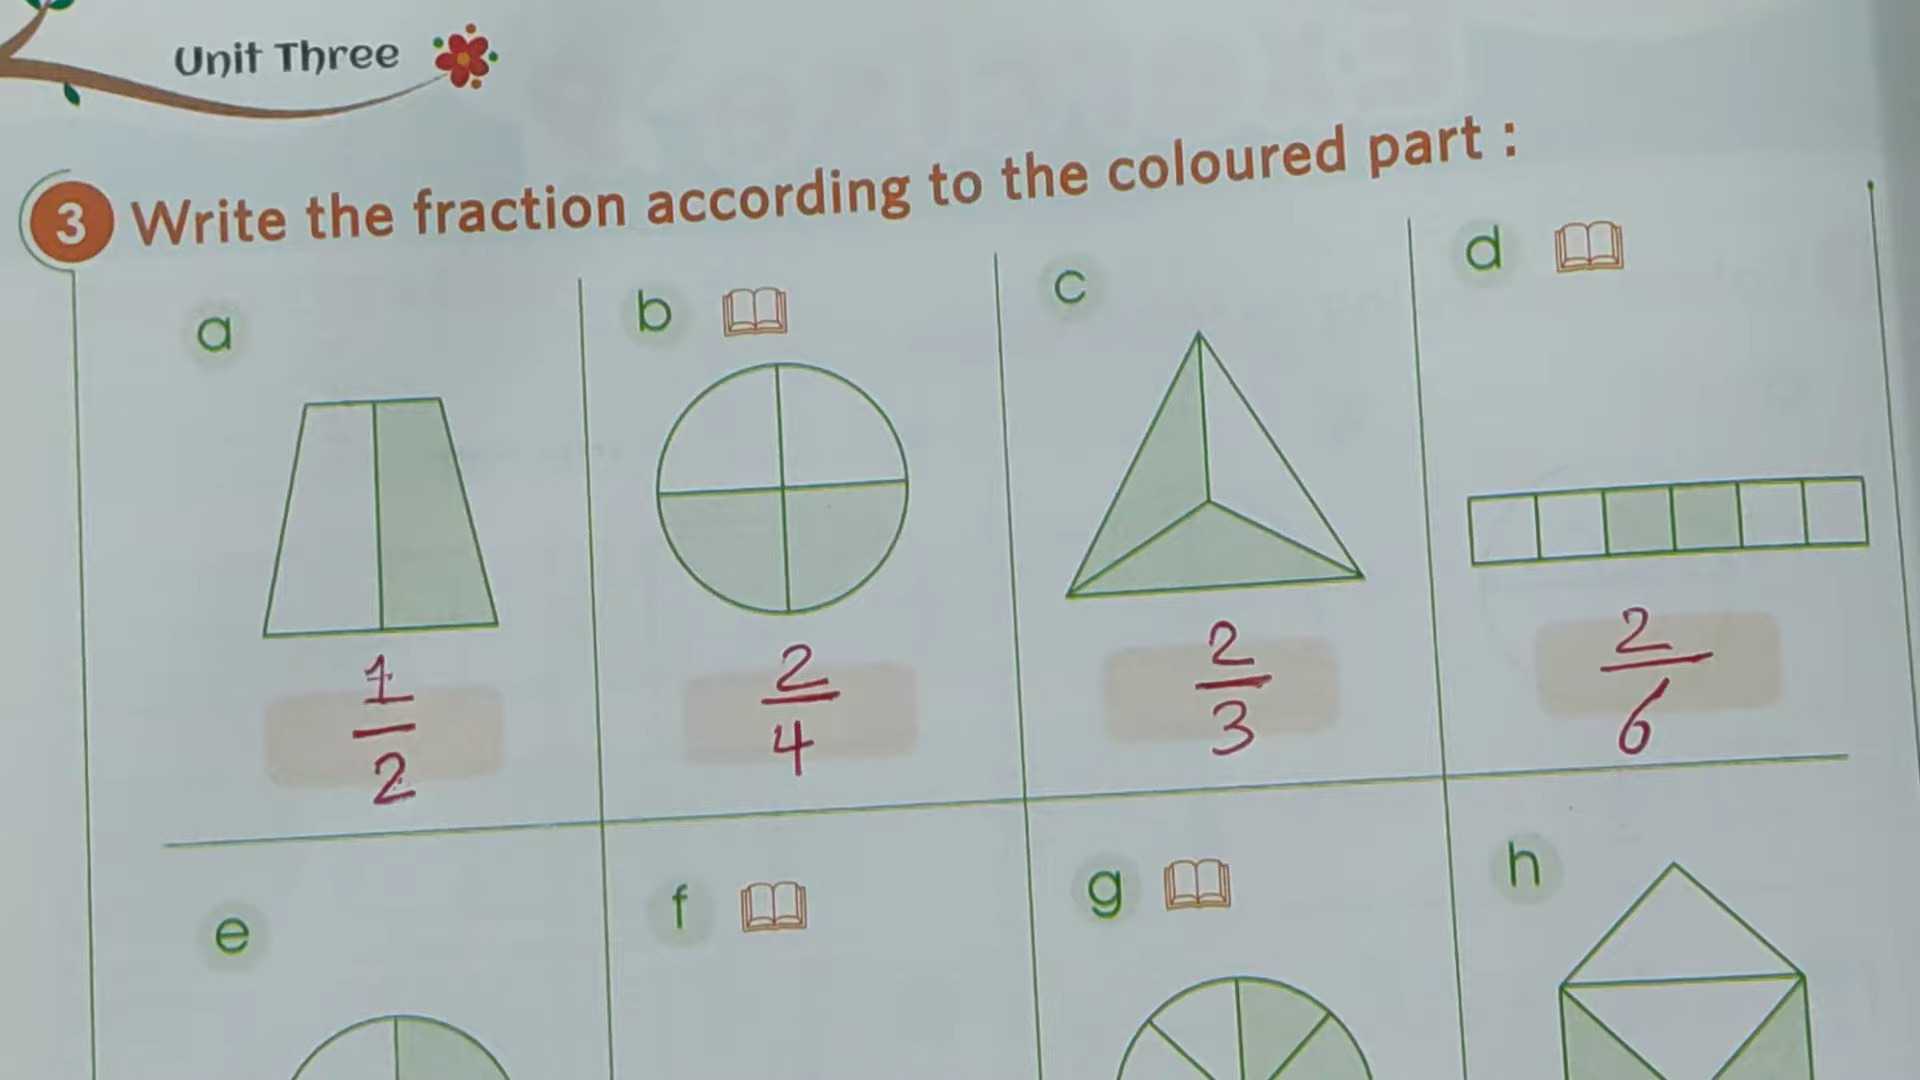 Unit Three
3 Write the fraction according to the coloured part :
a
b
c
d
1/2
2/4
2/3
2/6
e
f
g
h